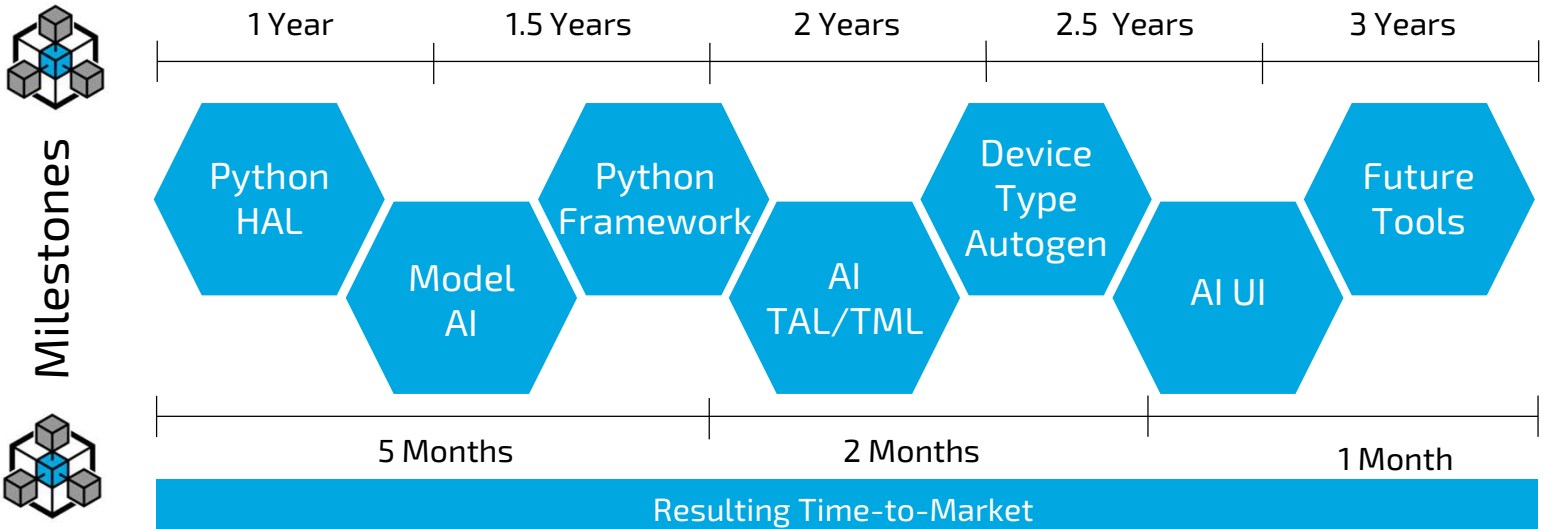 1 Year
1.5 Years
2 Years
2.5 Years
3 Years
Milestones
Python
HAL
Model
AI
Python
Framework
AI
TAL/TML
Device
Type
Autogen
AI UI
Future
Tools
5 Months
2 Months
1 Month
Resulting Time-to-Market